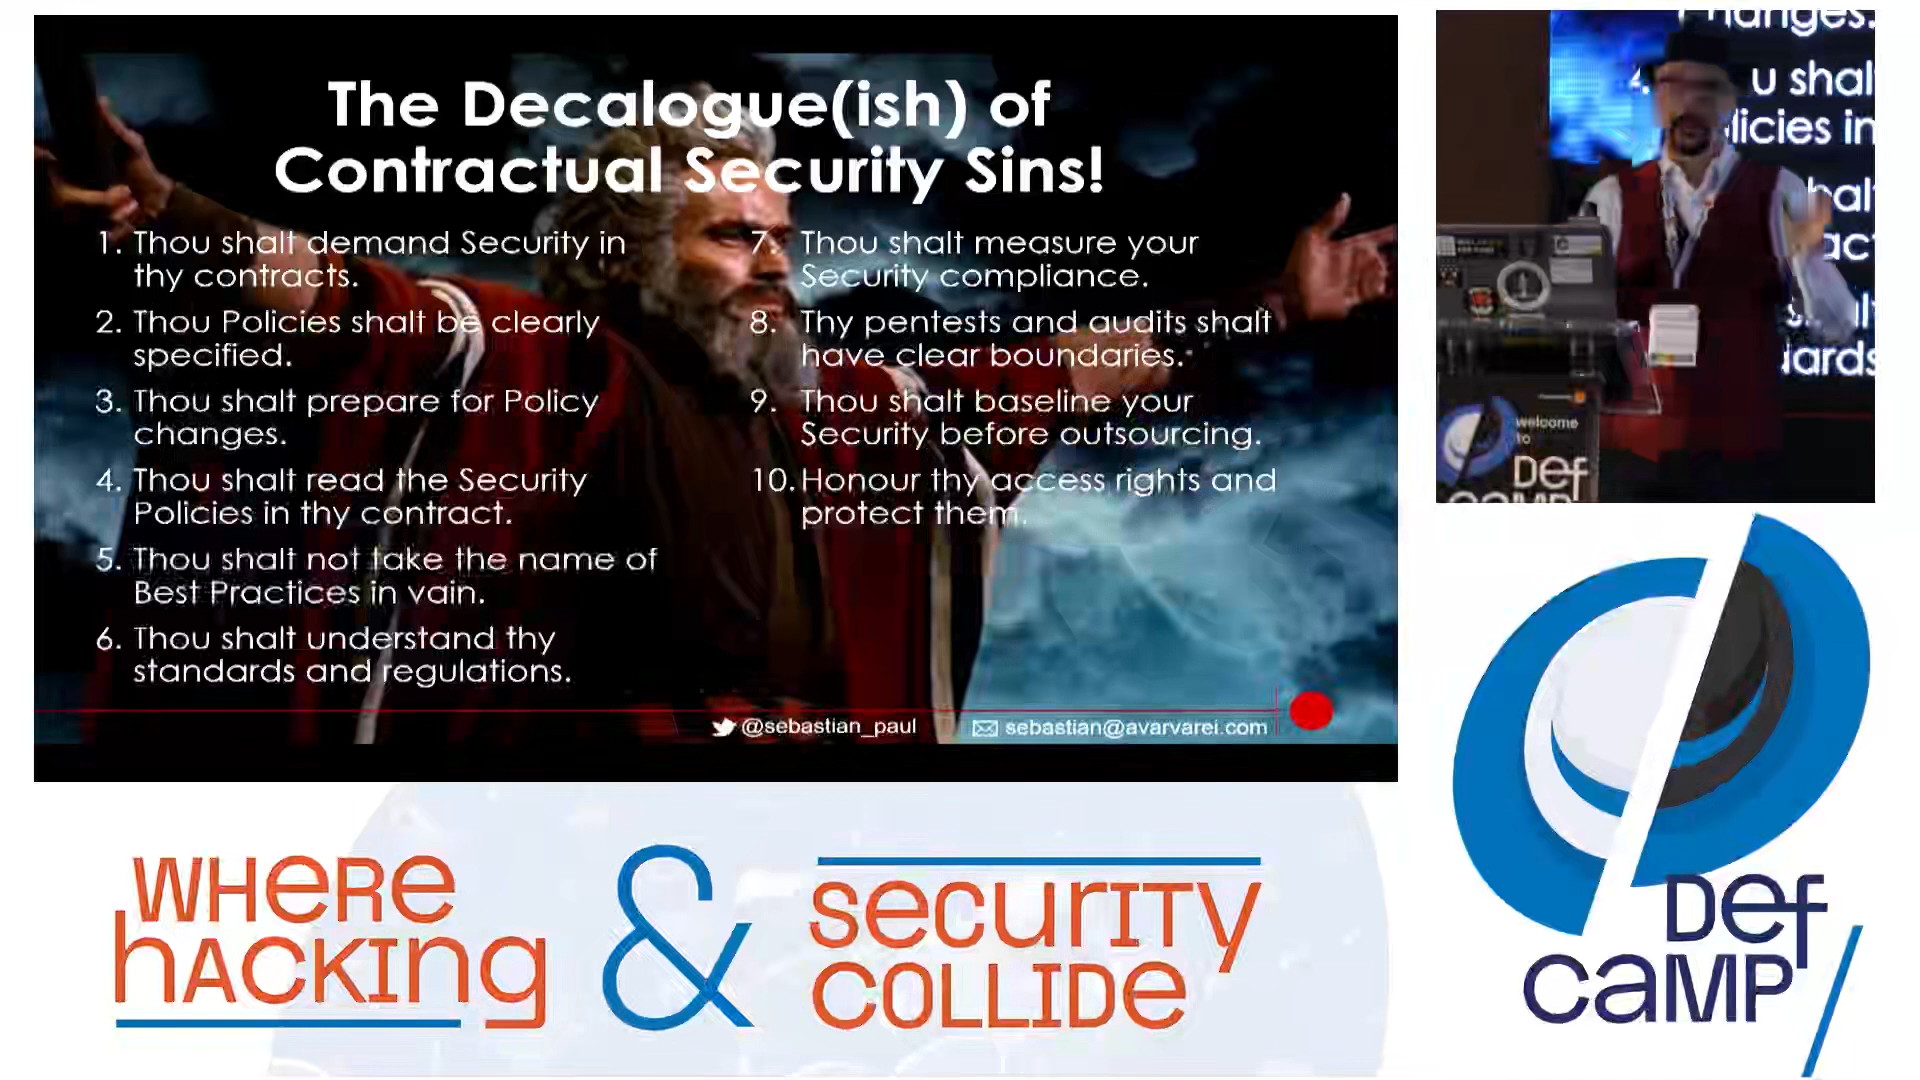 The Decalogue(ish) of
Contractual Security Sins!
1. Thou shalt demand Security in
thy contracts.
2. Thou Policies shalt be clearly
specified.
3. Thou shalt prepare for Policy
changes.
4. Thou shalt read the Security
Policies in thy contract.
5. Thou shalt not take the name of
Best Practices in vain.
6. Thou shalt understand thy
standards and regulations.
7. Thou shalt measure your
Security compliance.
8. Thy pentests and audits shalt
have clear boundaries.
9. Thou shalt baseline your
Security before outsourcing.
10. Honour thy access rights and
protect them.
@sebastian_paul
sebastian@avarvarei.com
u shal
licies in
welcome
to
Def
CAMP
WHere
hACKIng
&
securITy
COLLIDe
Def
CaMP